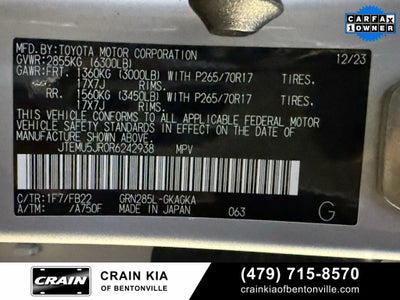 MFD.BY:TOYOTA MOTOR CORPORATION 12/23
GVWR:2855KG (6300LB)
GAWR:FRT. 1360KG (3000LB) WITH P265/70R17 TIRES.
17X7J RIMS.
RR. 1560KG (3450LB) WITH P265/70R17 TIRES.
17X7J RIMS.
THIS VEHICLE CONFORMS TO ALL APPLICABLE FEDERAL MOTOR
VEHICLE SAFETY STANDARDS IN EFFECT ON THE DATE OF
MANUFACTURE SHOWN ABOVE.
JTEMU5JR0R6242938 MPV
C/TR:1F7/FB22 GRN285L-GKAGKA
A/TM: /A750F MADE IN JAPAN 063 G
CARFAX
1 OWNER
CRAIN
CRAIN KIA
OF BENTONVILLE
(479) 715-8570
crainkiaofbentonville.com